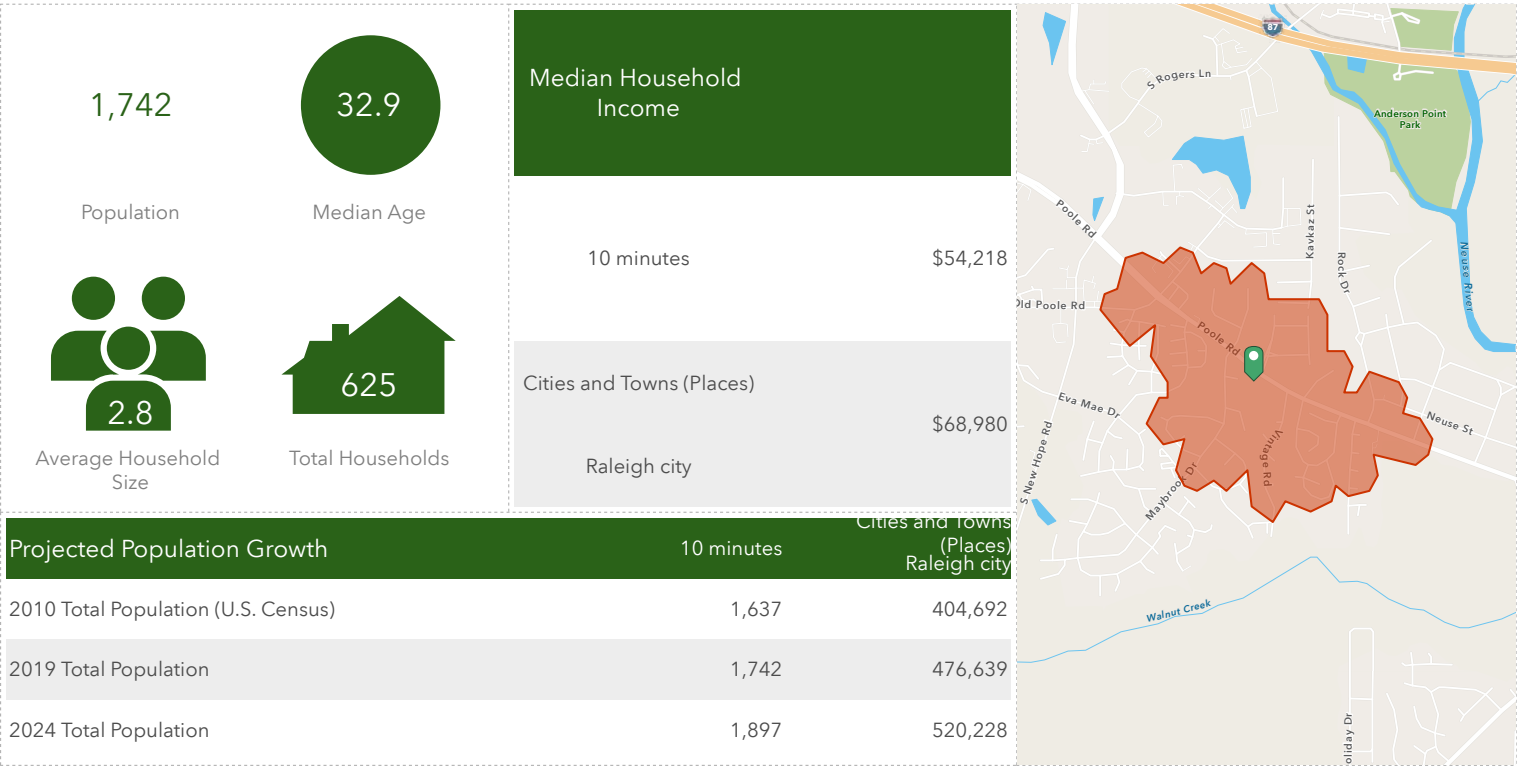 1,742
Population
32.9
Median Age
2.8
Average Household
Size
625
Total Households
Median Household
Income
10 minutes $54,218
Cities and Towns (Places)
Raleigh city
$68,980
Projected Population Growth 10 minutes Cities and Towns
(Places)
Raleigh city
2010 Total Population (U.S. Census) 1,637 404,692
2019 Total Population 1,742 476,639
2024 Total Population 1,897 520,228
87
S Rogers Ln
Anderson Point
Park
Poole Rd
Kavkaz St
Rock Dr
Neuse River
Old Poole Rd
Poole Rd
Eva Mae Dr
Neuse St
S New Hope Rd
Vintage Rd
Maybrook Dr
Walnut Creek
oliday Dr